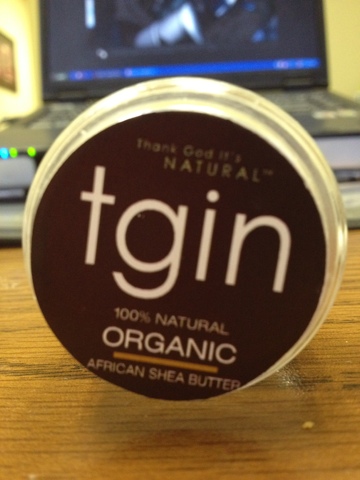 Thank God it's
NATURAL™
tgin
100% NATURAL
ORGANIC
AFRICAN SHEA BUTTER